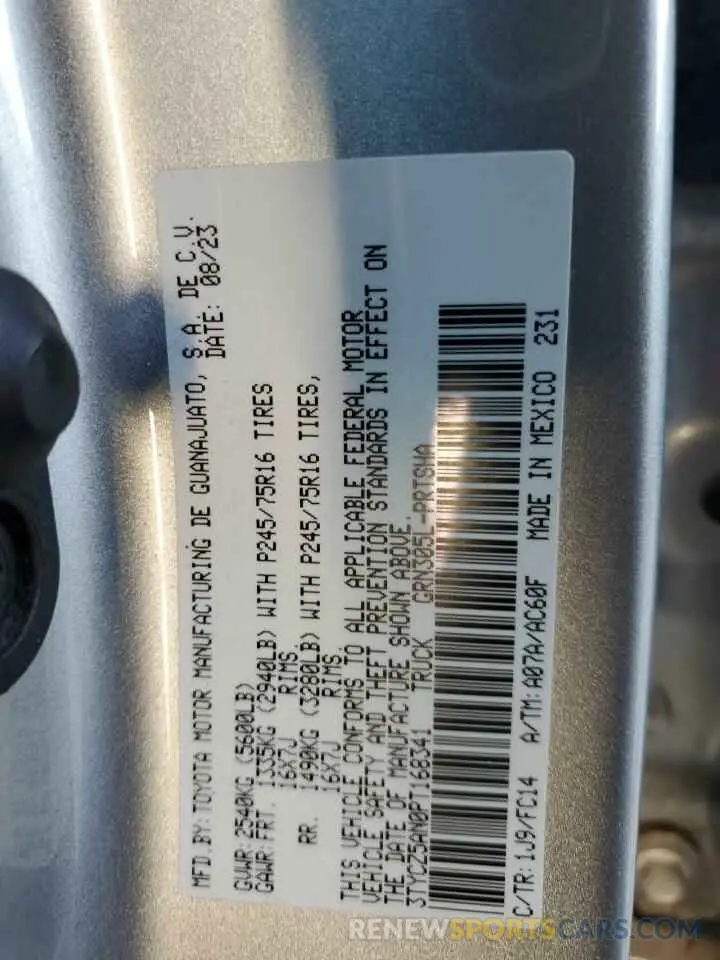 MFD.BY: TOYOTA MOTOR MANUFACTURING DE GUANAJUATO, S.A. DE C.V.
DATE: 08/23
GVWR: 2540KG (5600LB)
GAWR: FRT. 1335KG (2940LB) WITH P245/75R16 TIRES
16X7J RIMS
RR. 1490KG (3280LB) WITH P245/75R16 TIRES,
16X7J RIMS
THIS VEHICLE CONFORMS TO ALL APPLICABLE FEDERAL MOTOR
VEHICLE SAFETY AND THEFT PREVENTION STANDARDS IN EFFECT ON
THE DATE OF MANUFACTURE SHOWN ABOVE.
3TYCZ5AN0PT168341 TRUCK GRN305L-PRTSHA
C/TR: 1J9/FC14 A/TM: A07A/AC60F MADE IN MEXICO 231
RENEWSPORTSCARS.COM